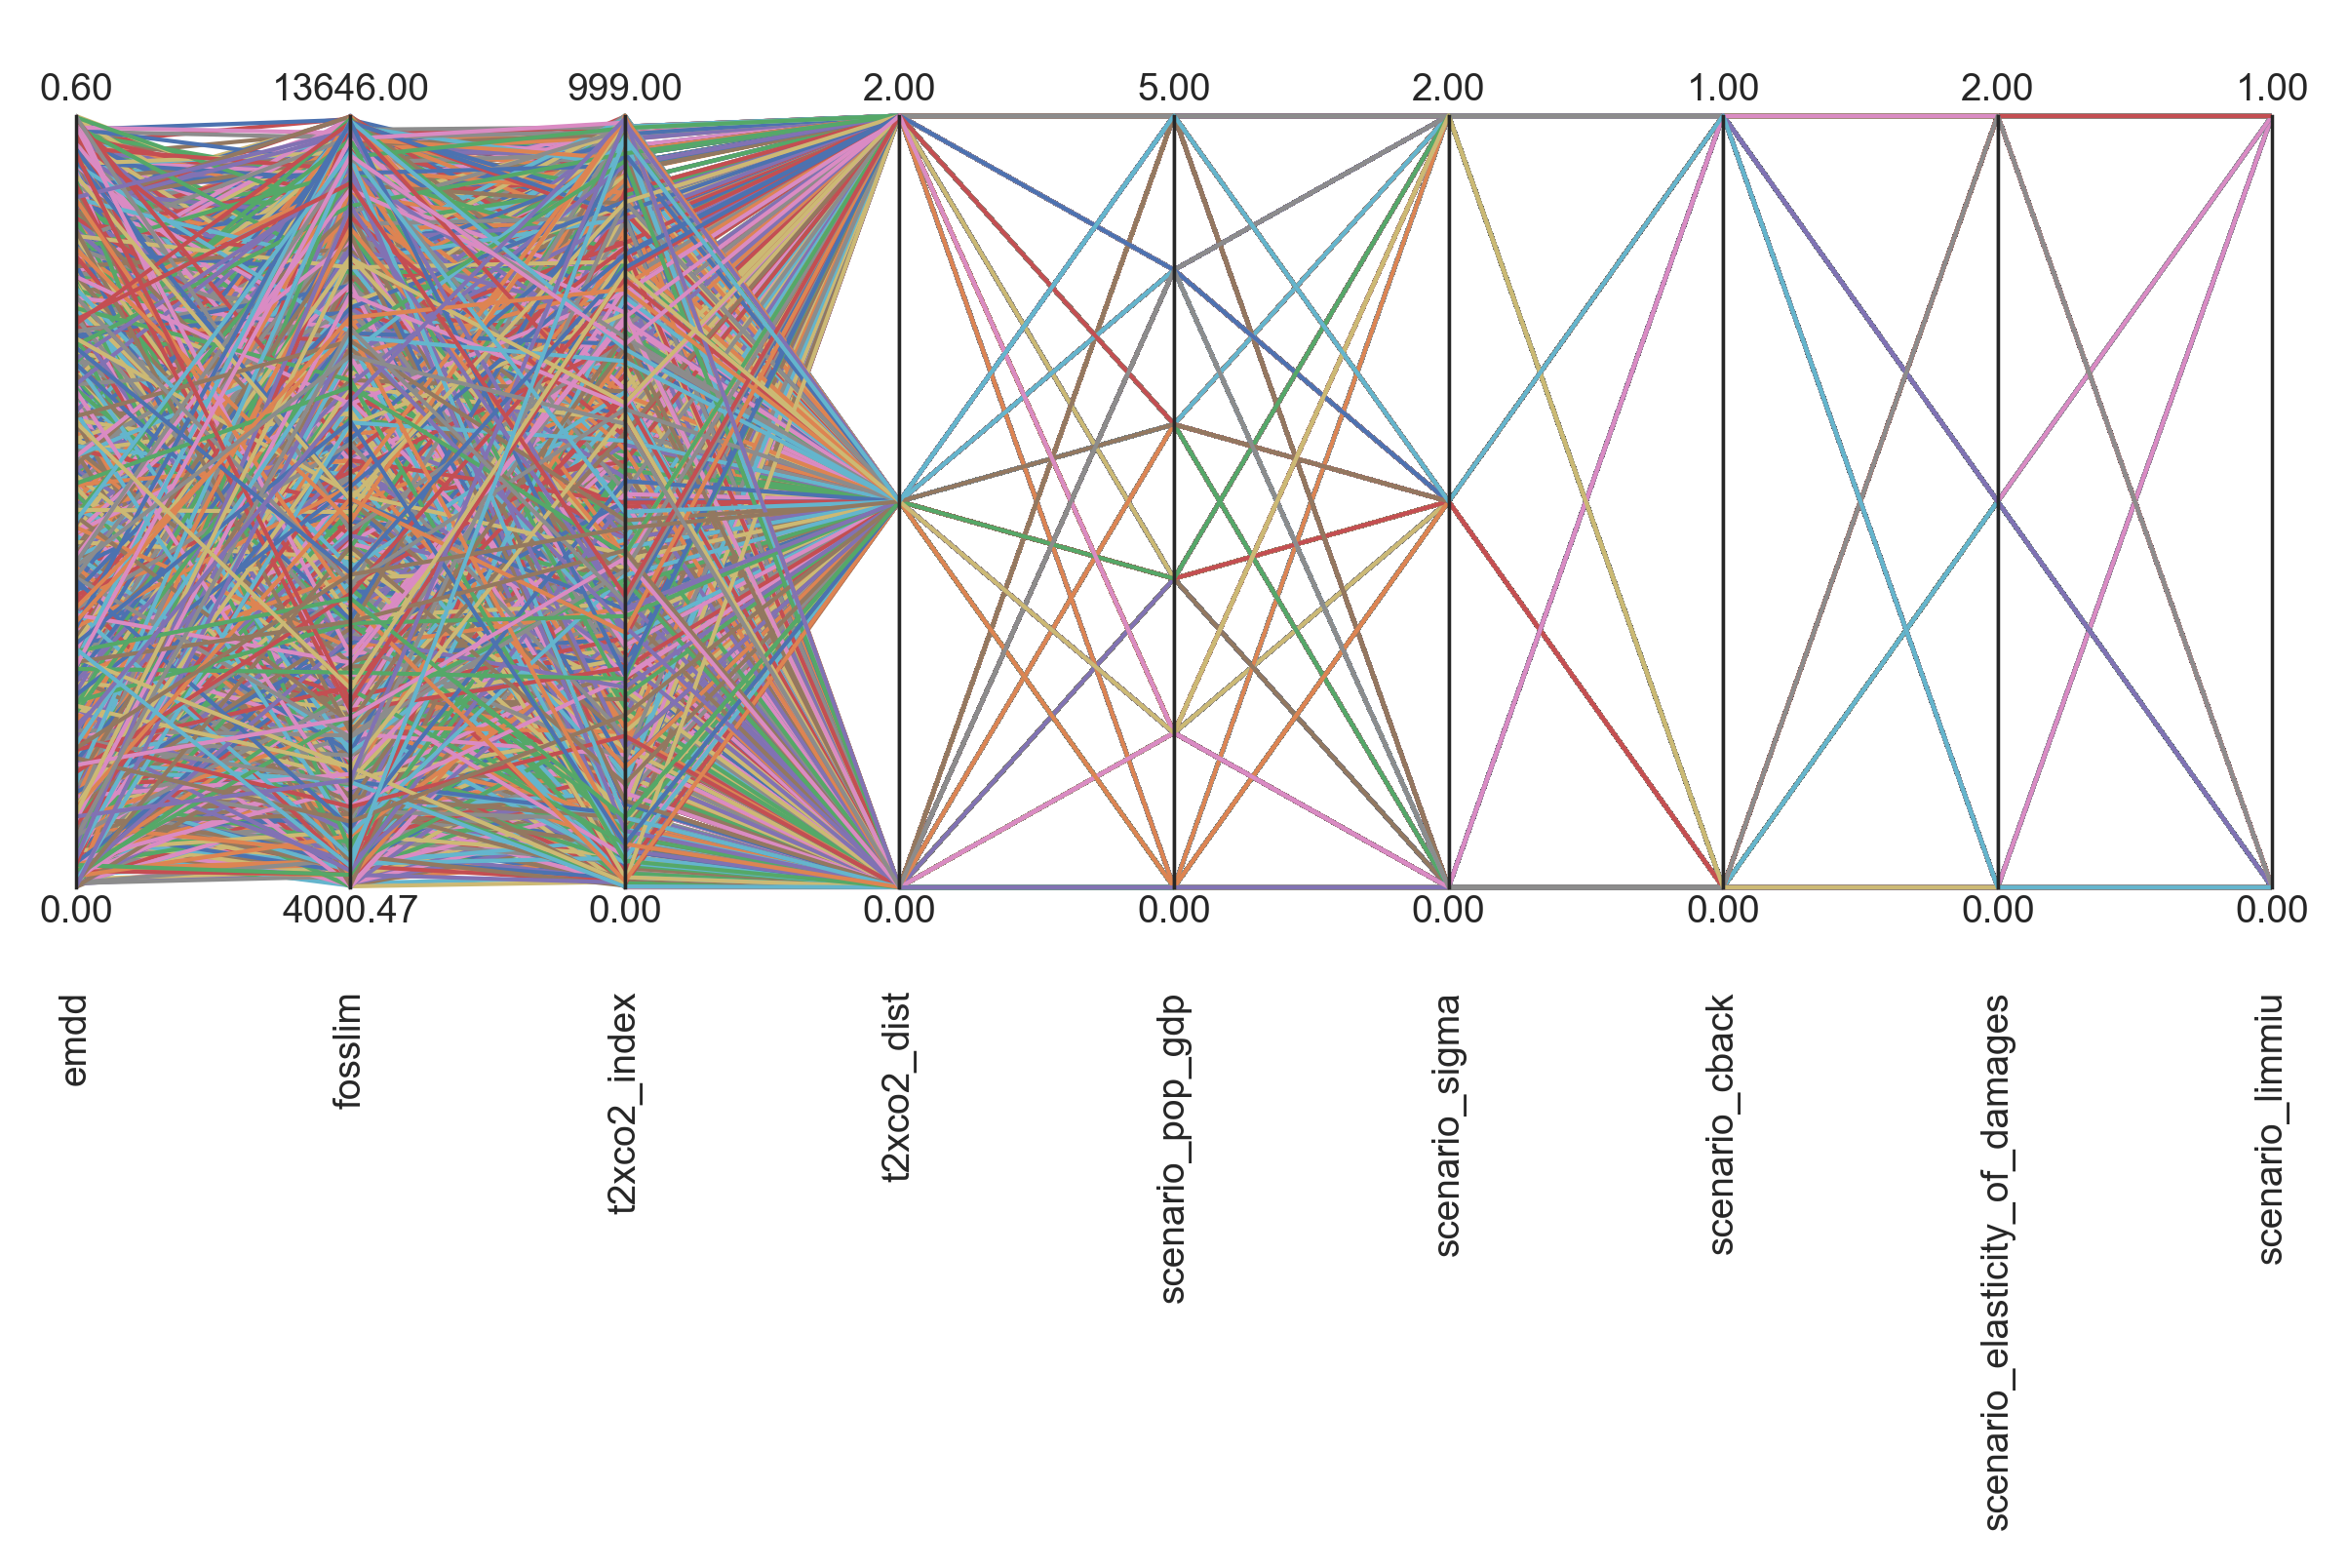 0.60 13646.00 999.00 2.00 5.00 2.00 1.00 2.00 1.00
0.00 4000.47 0.00 0.00 0.00 0.00 0.00 0.00 0.00
emdd
fosslim
t2xco2_index
t2xco2_dist
scenario_pop_gdp
scenario_sigma
scenario_cback
scenario_elasticity_of_damages
scenario_limmiu